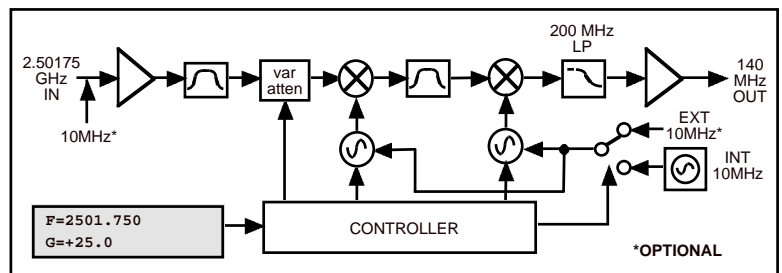 2.50175
GHz
IN
10MHz*
var
atten
200 MHz
LP
140
MHz
OUT
EXT
10MHz*
INT
10MHz
F=2501.750
G=+25.0
CONTROLLER
*OPTIONAL